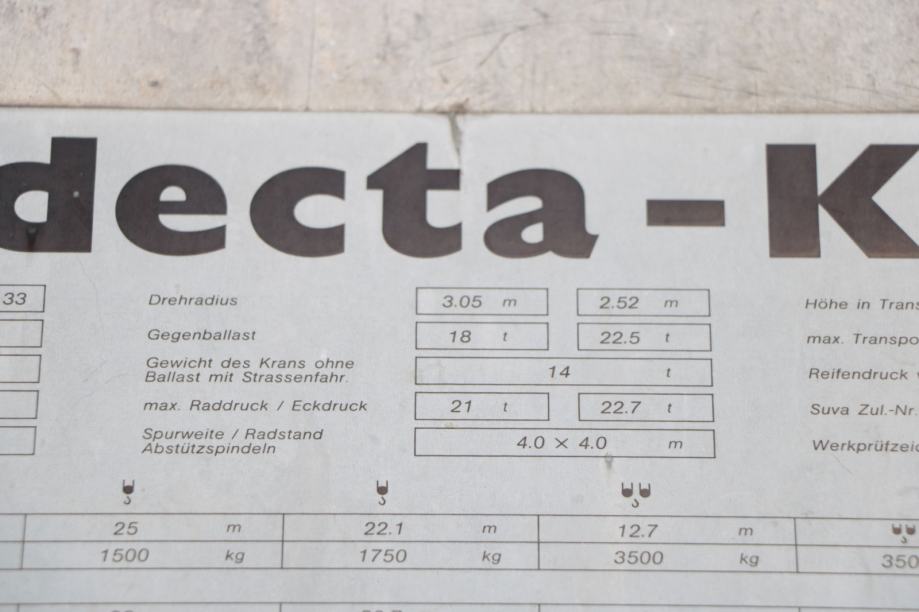 decta - K
33 Drehradius 3.05 m 2.52 m Höhe in Trans
Gegenballast 18 t 22.5 t max. Transpo
Gewicht des Krans ohne
Ballast mit Strassenfahr. 14 t Reifendruck
max. Raddruck / Eckdruck 21 t 22.7 t Suva Zul.-Nr.
Spurweite / Radstand
Abstützspindeln 4.0 × 4.0 m Werkprüfzei
25 m 22.1 m 12.7 m
1500 kg 1750 kg 3500 kg 350